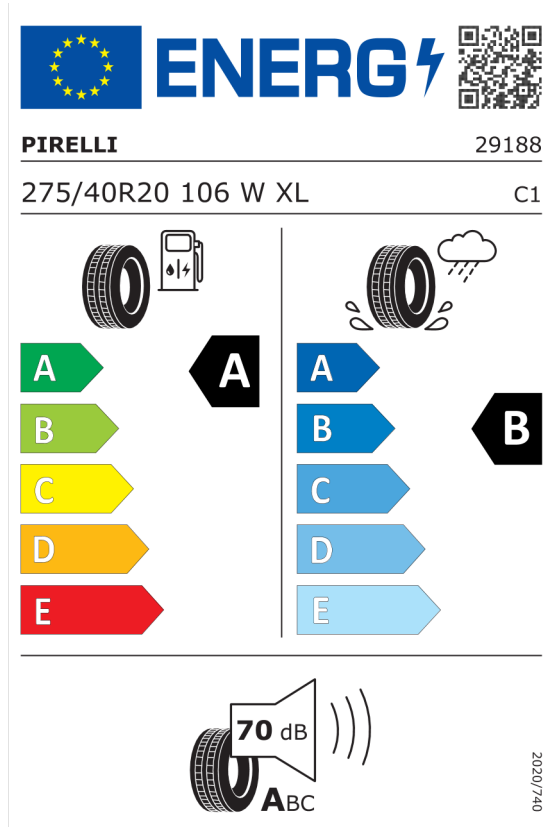 ENERG
PIRELLI 29188
275/40R20 106 W XL C1
A A
B
C
D
E
A
B B
C
D
E
70 dB
ABC
2020/740